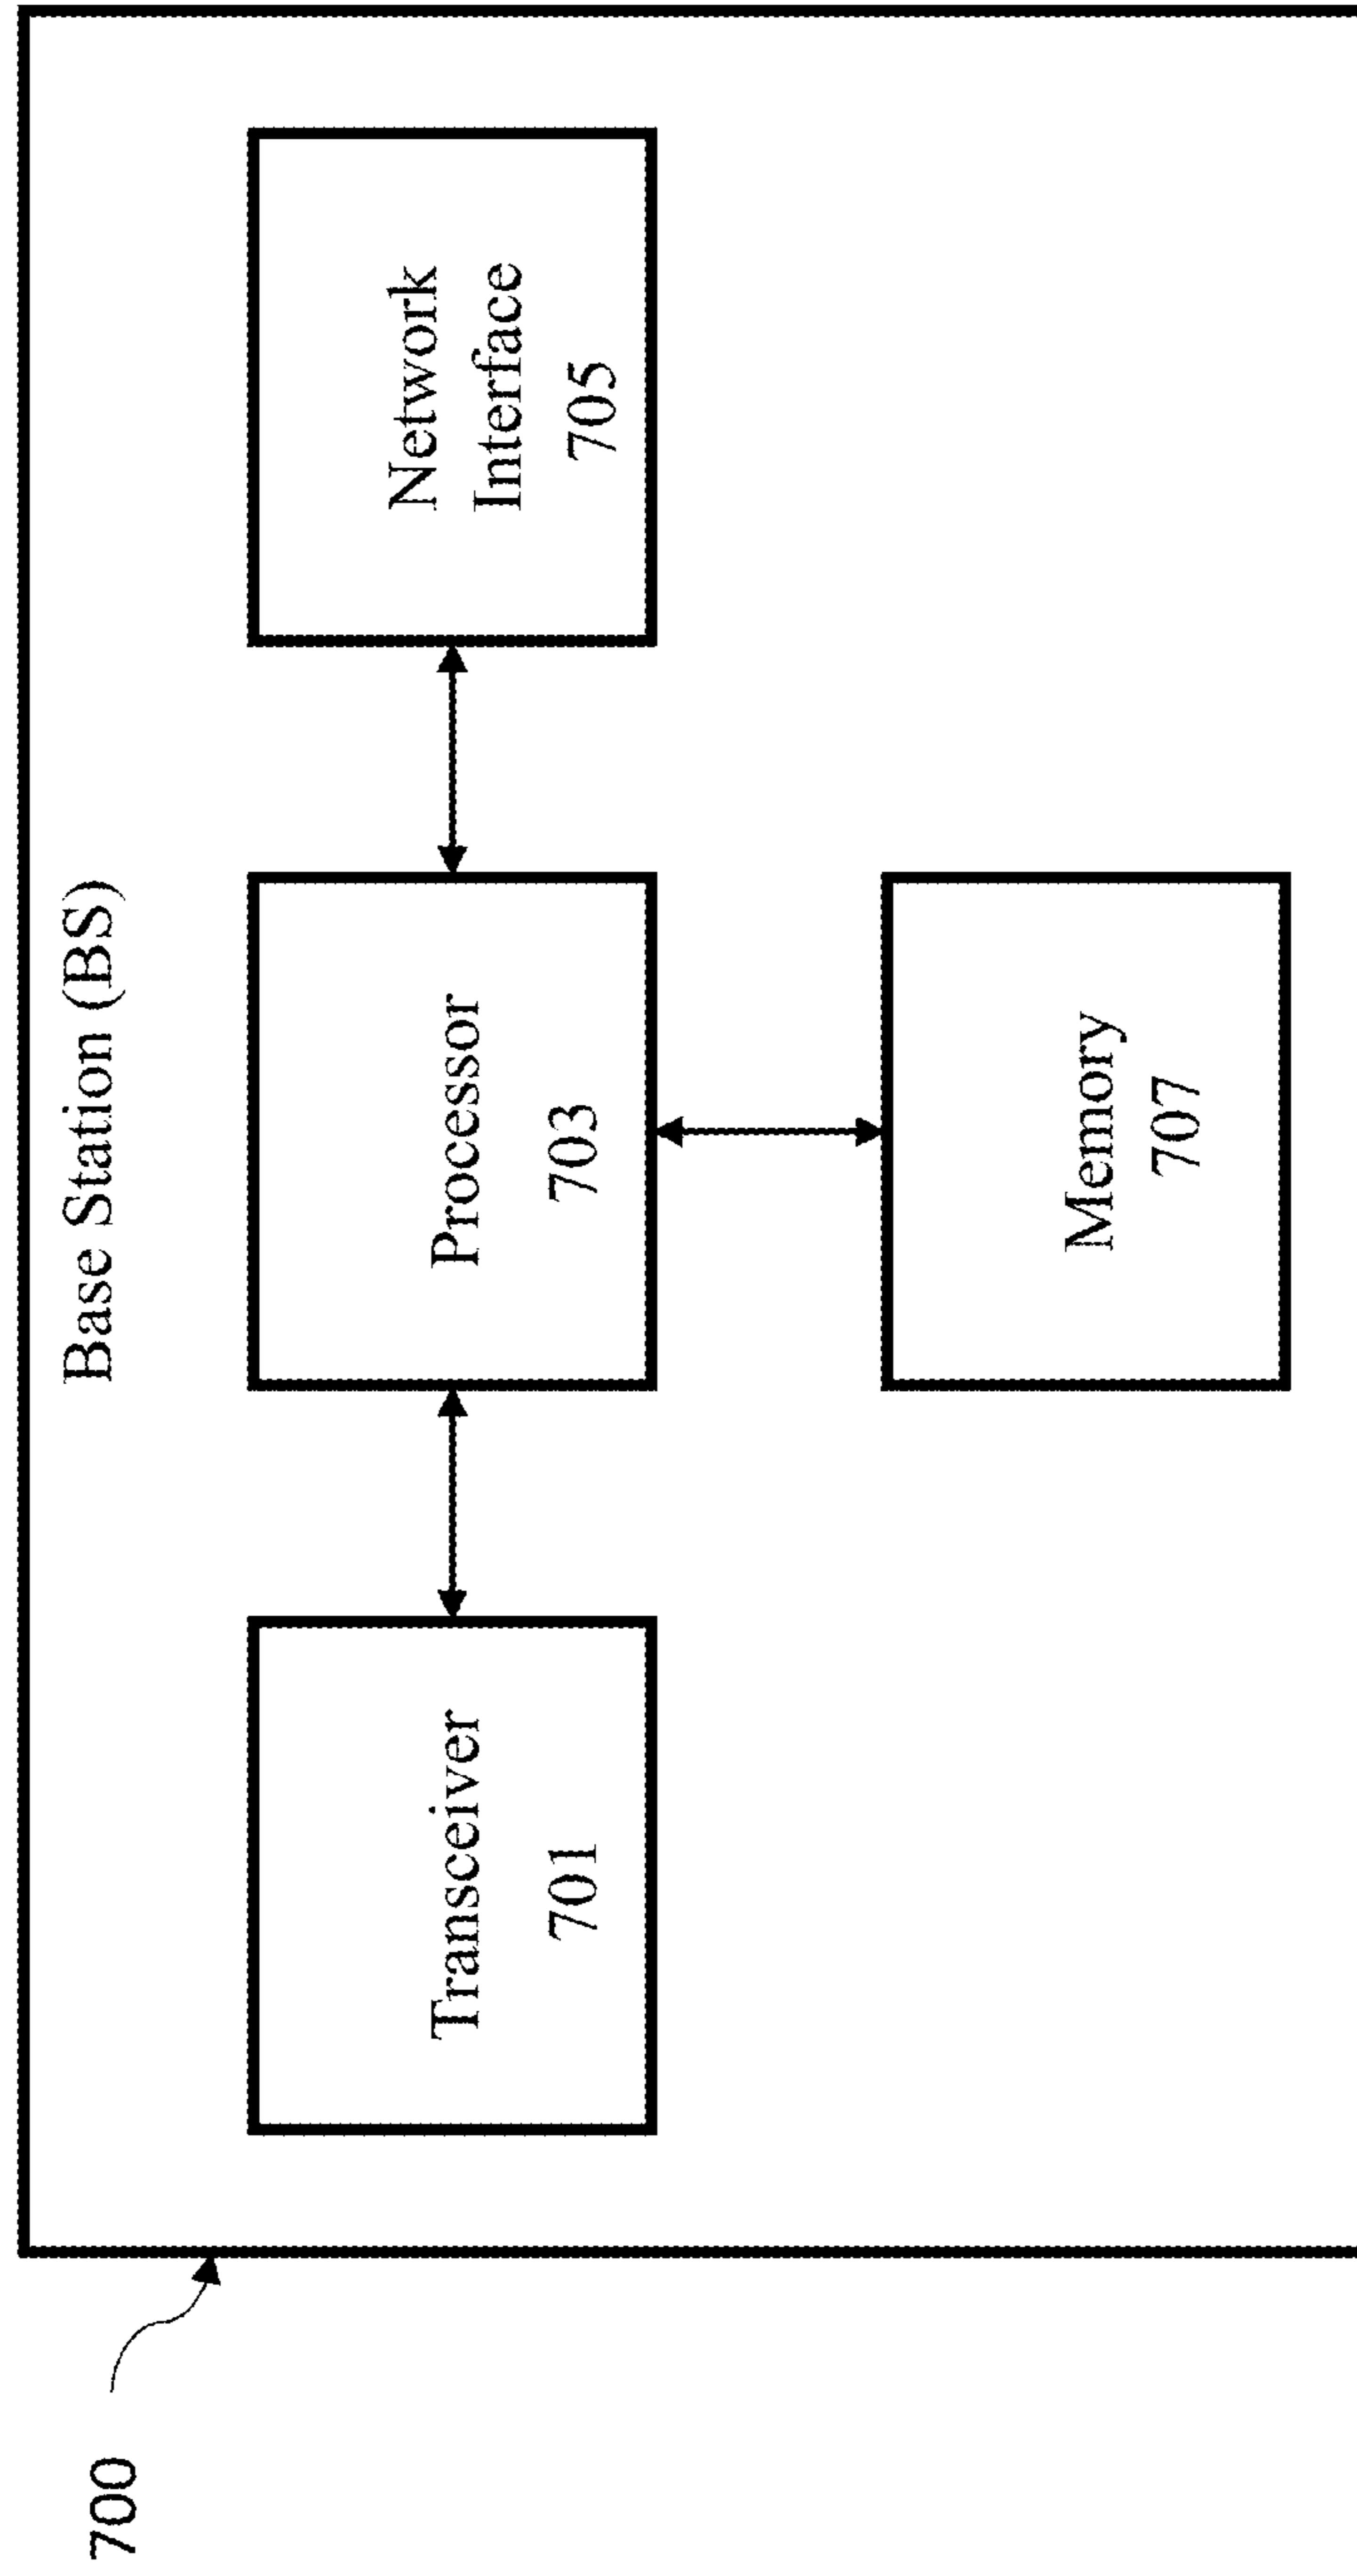 700
Base Station (BS)
Transceiver
701
Processor
703
Network
Interface
705
Memory
707